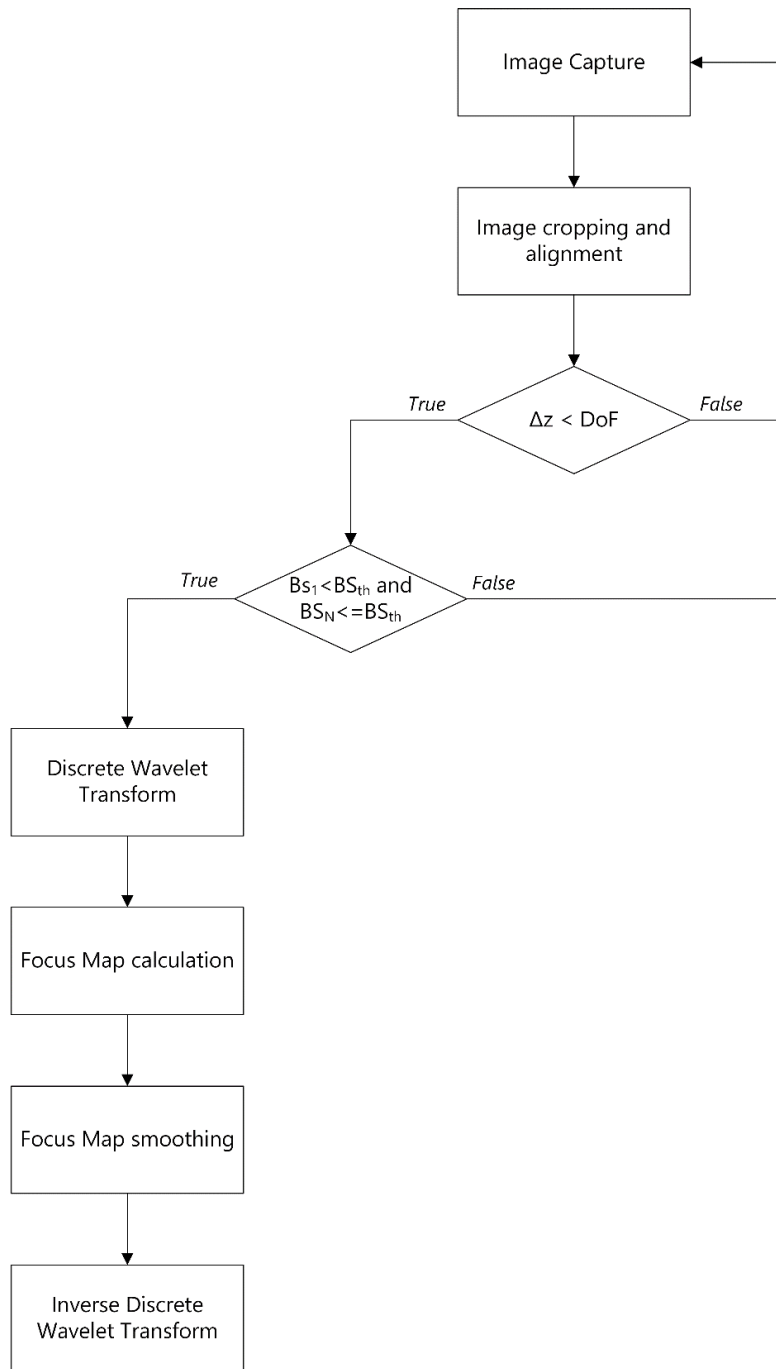 Image Capture
Image cropping and
alignment
True
False
Δz < DoF
True
False
Bs₁<BSₜₕ and
BS_N<=BSₜₕ
Discrete Wavelet
Transform
Focus Map calculation
Focus Map smoothing
Inverse Discrete
Wavelet Transform